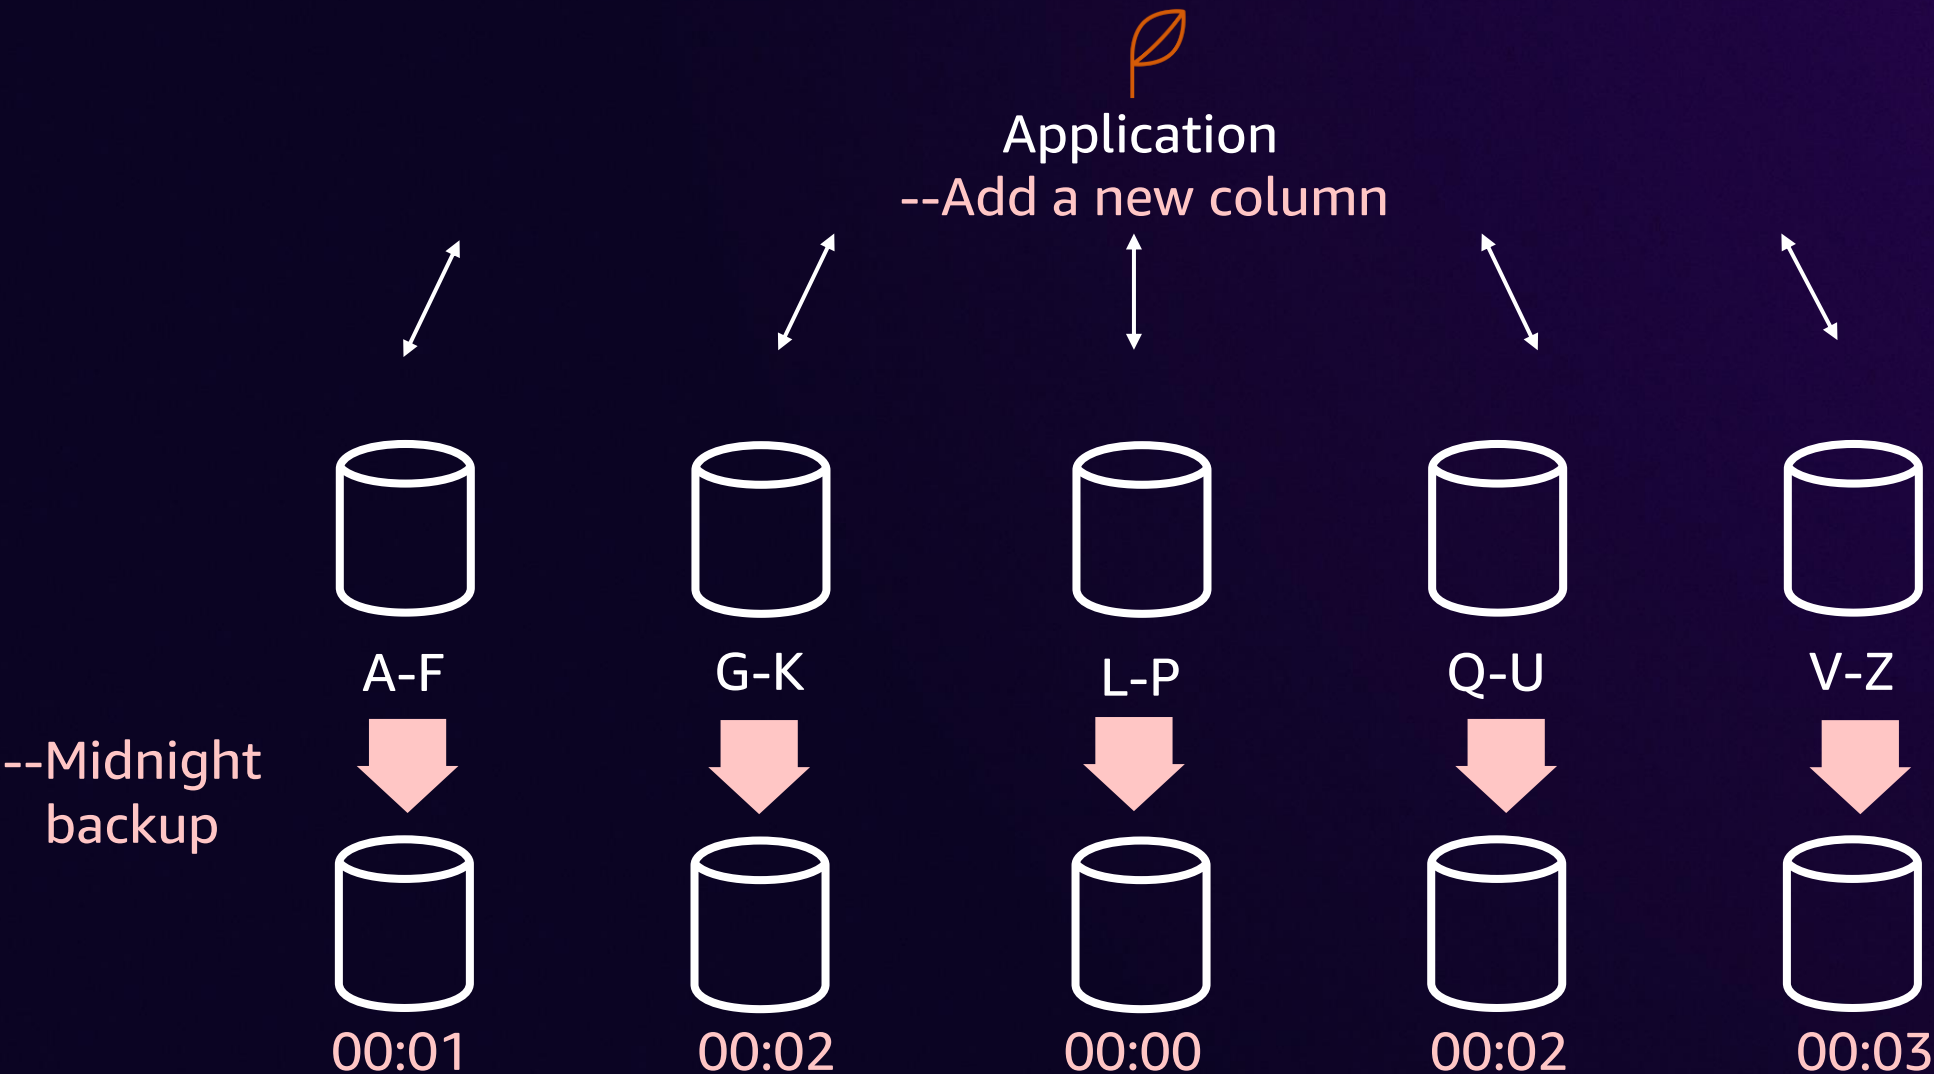 Application
--Add a new column
A-F
G-K
L-P
Q-U
V-Z
--Midnight
backup
00:01
00:02
00:00
00:02
00:03